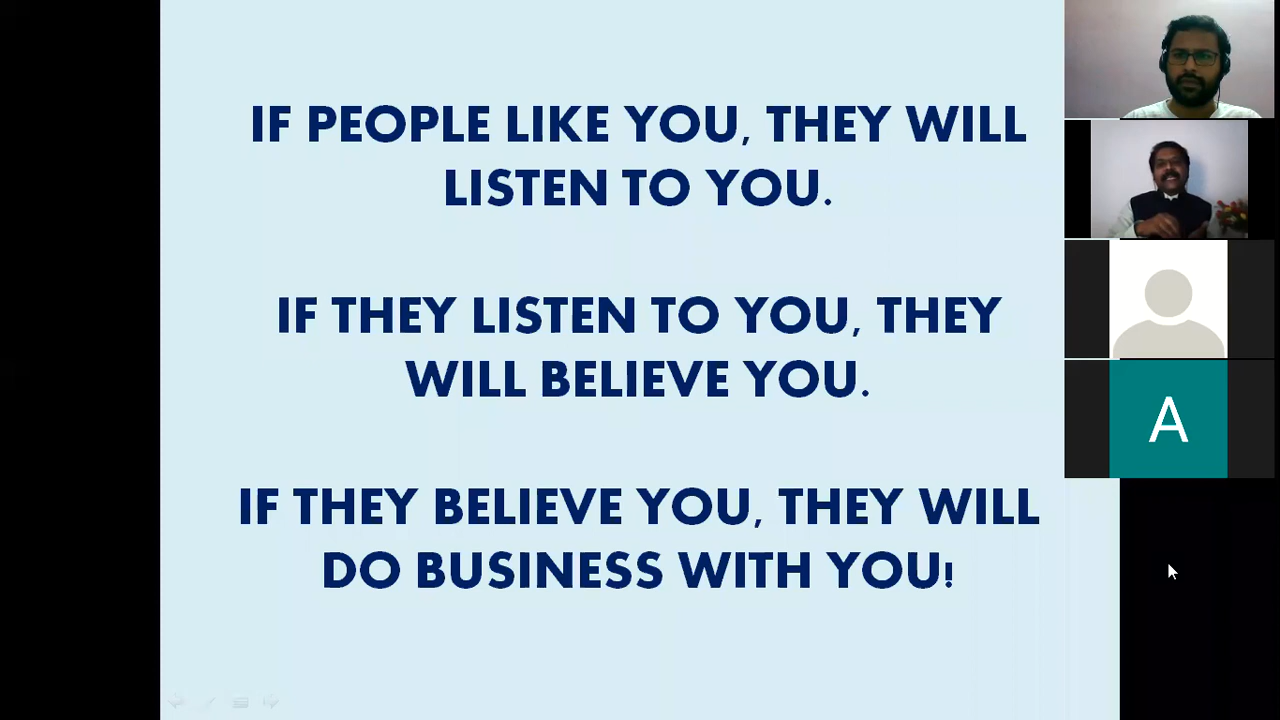 IF PEOPLE LIKE YOU, THEY WILL
LISTEN TO YOU.
IF THEY LISTEN TO YOU, THEY
WILL BELIEVE YOU.
IF THEY BELIEVE YOU, THEY WILL
DO BUSINESS WITH YOU!
A